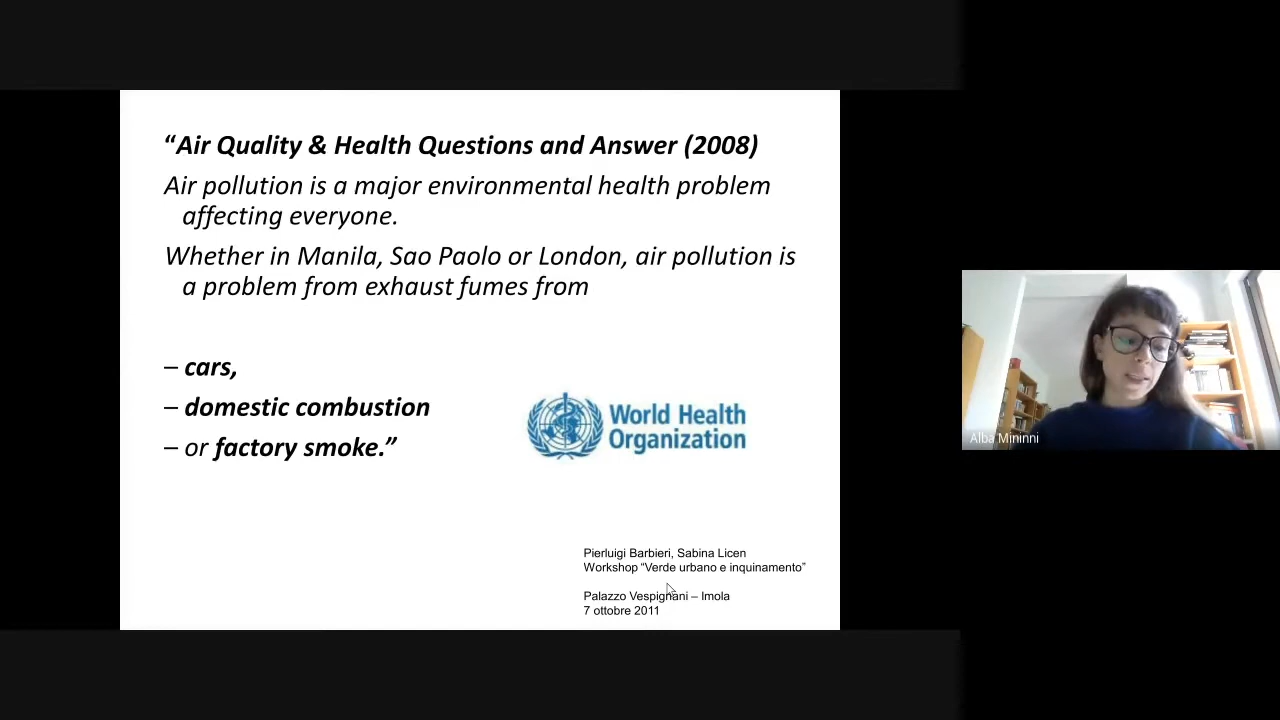 “Air Quality & Health Questions and Answer (2008)
Air pollution is a major environmental health problem
affecting everyone.
Whether in Manila, Sao Paolo or London, air pollution is
a problem from exhaust fumes from
– cars,
– domestic combustion
– or factory smoke.”
World Health
Organization
Pierluigi Barbieri, Sabina Licen
Workshop “Verde urbano e inquinamento”
Palazzo Vespignani – Imola
7 ottobre 2011
Alba Mininni